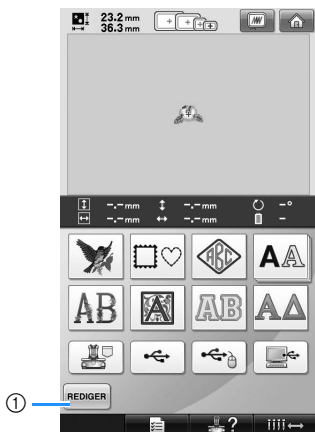 23.2 mm
36.3 mm
-.-mm -.-mm -°
-.-mm -.-mm -
ABC A A
AB A AB A Δ
① REDIGER
?